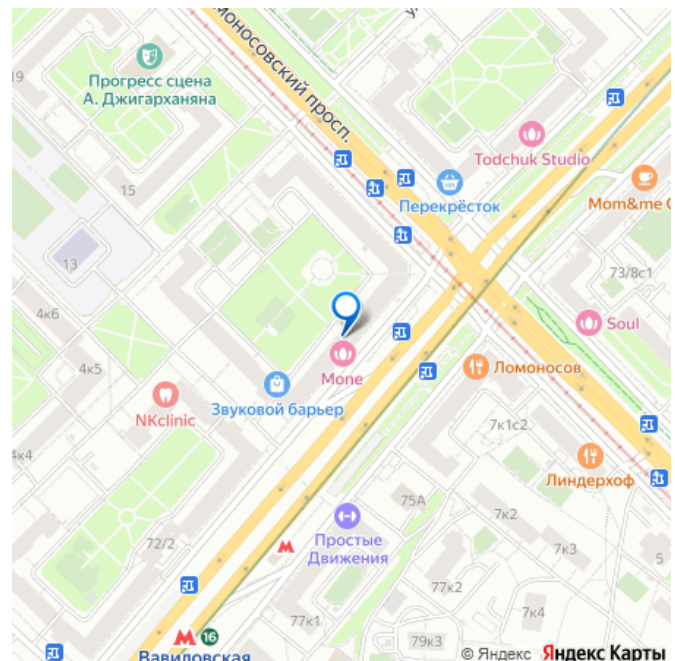 19
Прогресс сцена
А. Джигарханяна
моносовский просп.
Todchuk Studio
Перекрёсток
Mom&me C
15
13
73/8с1
4к6
Soul
4к5
Mone
Ломоносов
NKclinic
Звуковой барьер
7к1с2
4к4
Линдерхоф
75А
7к2
72/2
Простые
Движения
7к3
5
77к2
7к4
77к1
16
79к3
Вавиловская
© Яндекс Яндекс Карты